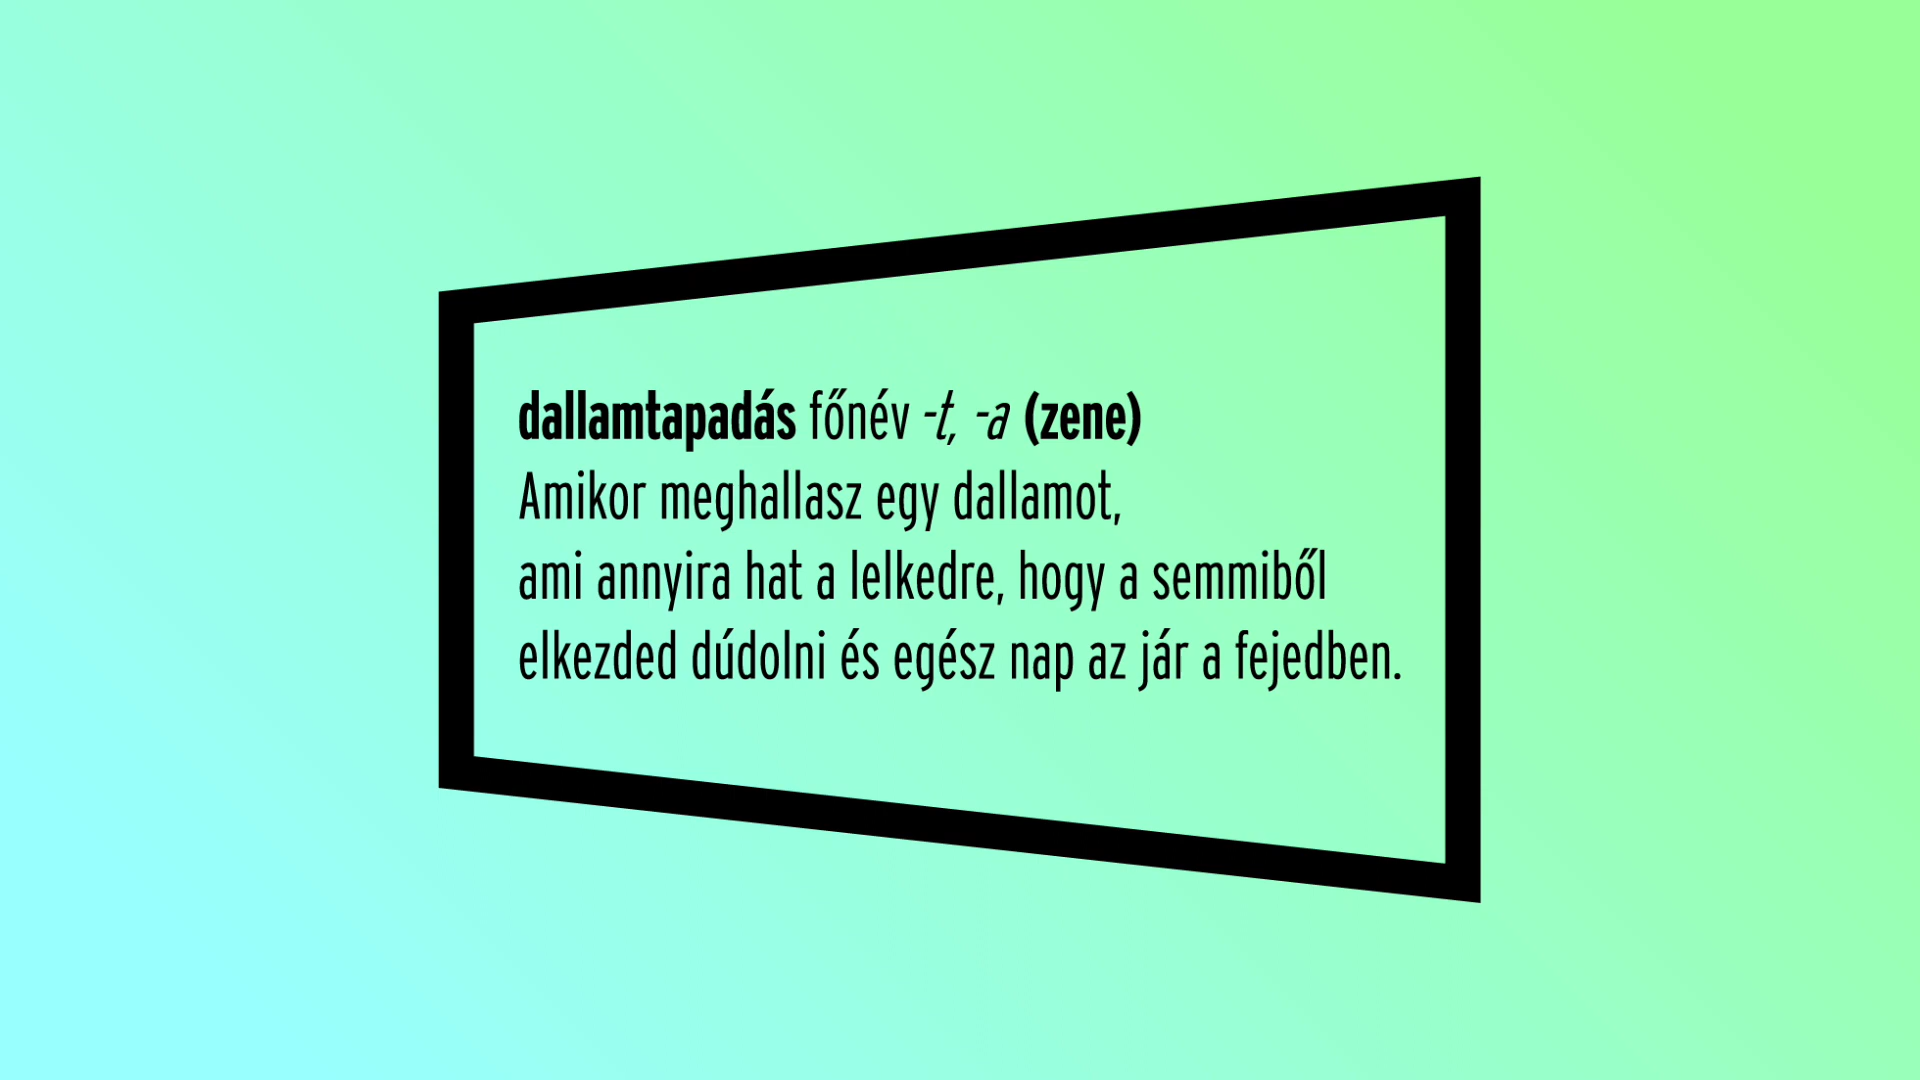 dallamtapadás főnév -t, -a (zene)
Amikor meghallasz egy dallamot,
ami annyira hat a lelkedre, hogy a semmiből
elkezded dúdolni és egész nap az jár a fejedben.